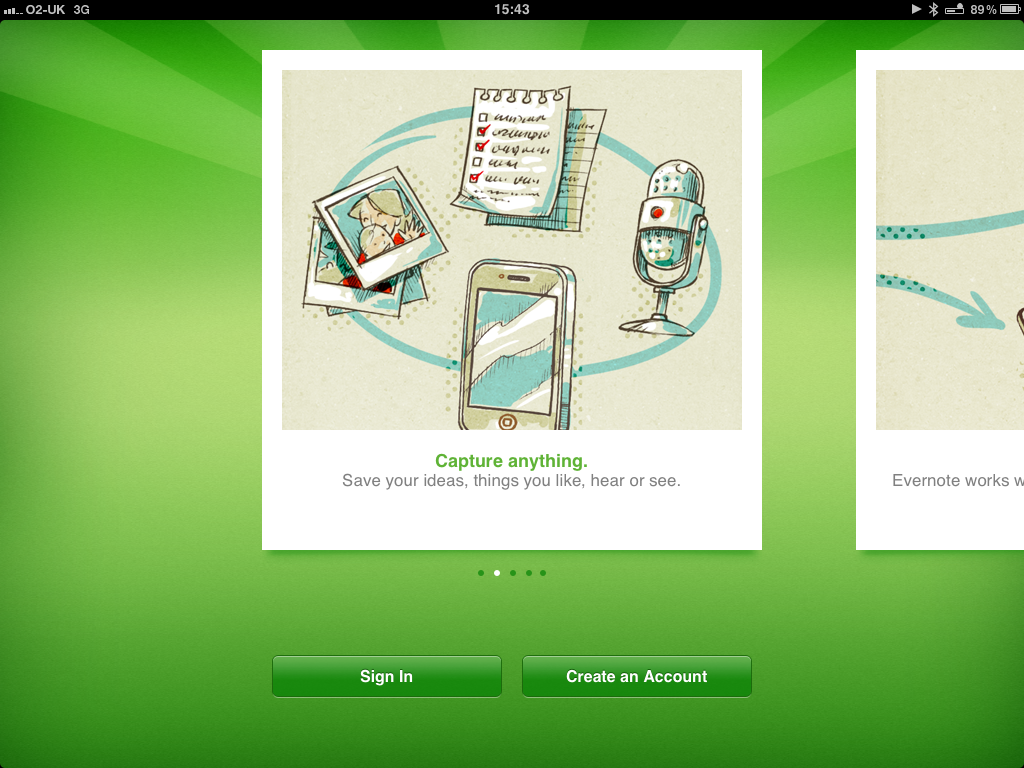 O2-UK 3G 15:43 89%
Capture anything.
Save your ideas, things you like, hear or see.
Evernote works
Sign In
Create an Account